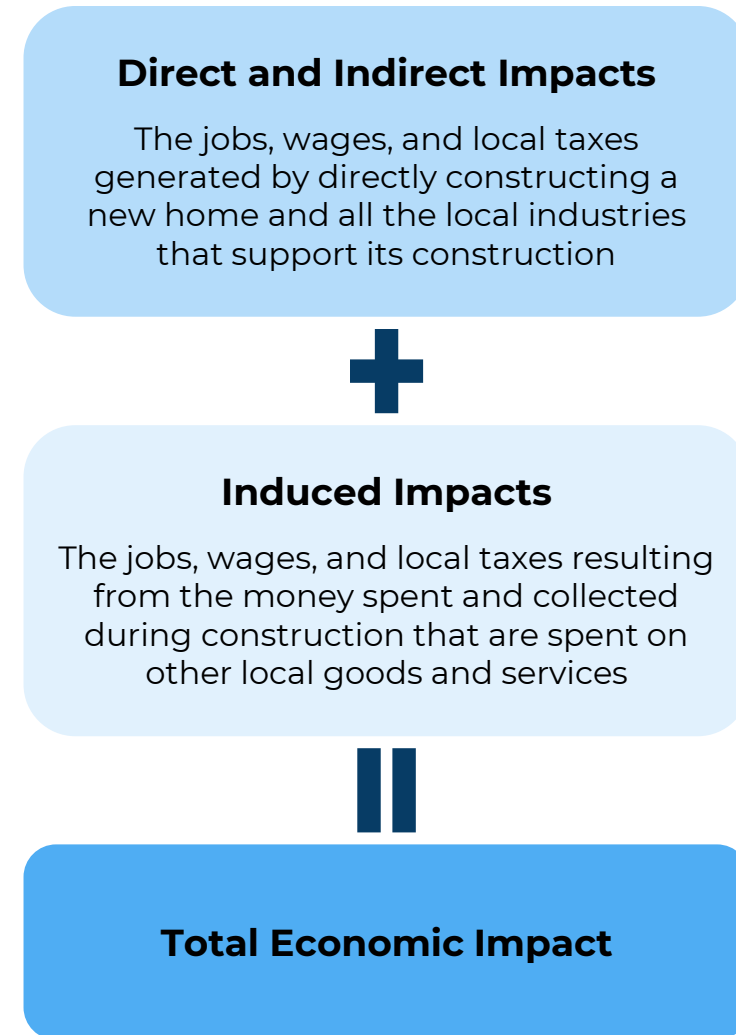 Direct and Indirect Impacts
The jobs, wages, and local taxes
generated by directly constructing a
new home and all the local industries
that support its construction
+
Induced Impacts
The jobs, wages, and local taxes resulting
from the money spent and collected
during construction that are spent on
other local goods and services
Total Economic Impact